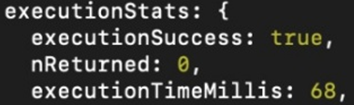 executionStats: {
executionSuccess: true,
nReturned: 0,
executionTimeMillis: 68,